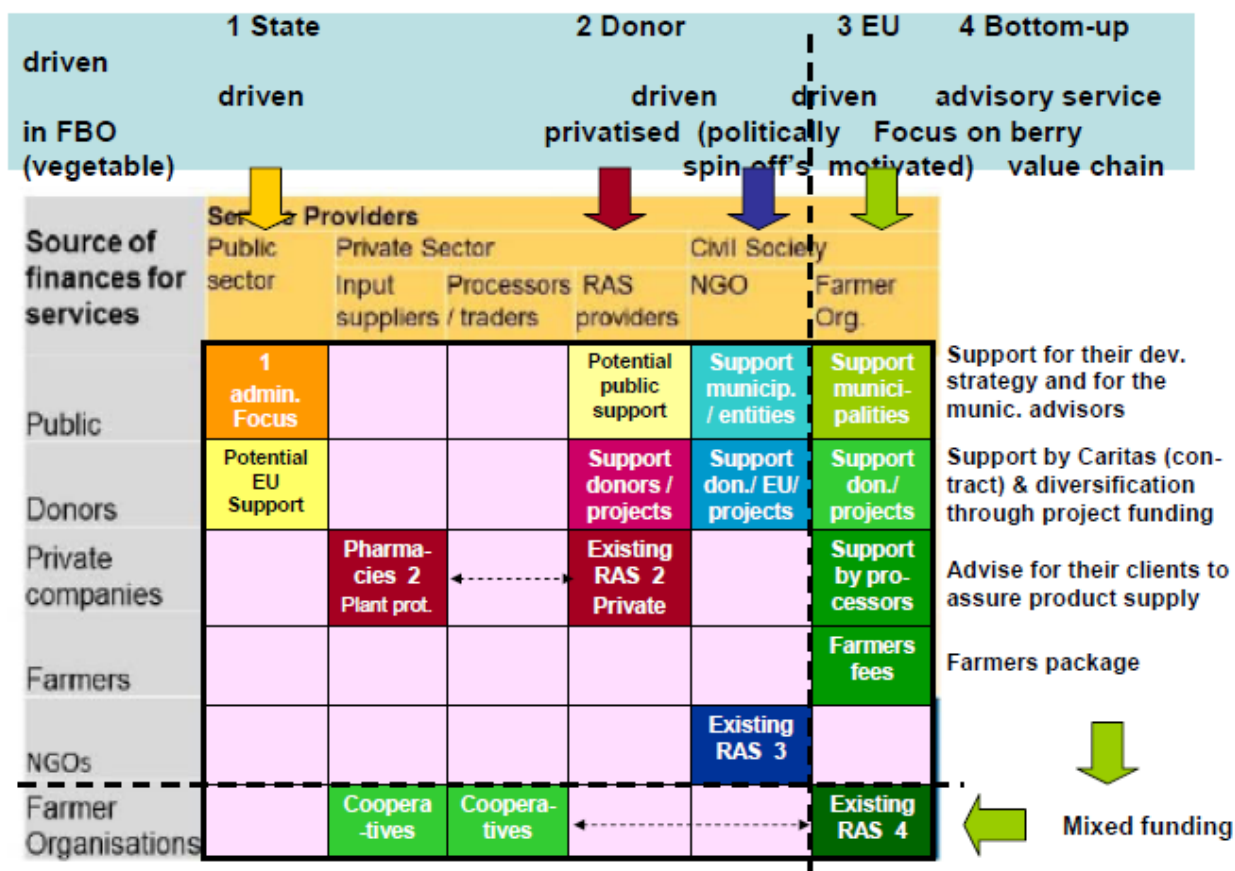 1 State 2 Donor 3 EU 4 Bottom-up
driven
driven driven driven advisory service
in FBO privatised (politically Focus on berry
(vegetable) spin off's motivated) value chain
Service Providers
Source of finances for services
Public sector
Private Sector
Civil Society
Input suppliers
Processors / traders
RAS providers
NGO
Farmer Org.
Public
1
admin.
Focus
Potential
public
support
Support
municip.
/ entities
Support
munici-
palities
Support for their dev.
strategy and for the
munic. advisors
Donors
Potential
EU
Support
Support
donors /
projects
Support
don./ EU/
projects
Support
don./
projects
Support by Caritas (con-
tract) & diversification
through project funding
Private
companies
Pharma-
cies 2
Plant prot.
Existing
RAS 2
Private
Support
by pro-
cessors
Advise for their clients to
assure product supply
Farmers
Farmers
fees
Farmers package
NGOs
Existing
RAS 3
Farmer
Organisations
Coopera
-tives
Coopera-
tives
Existing
RAS 4
Mixed funding